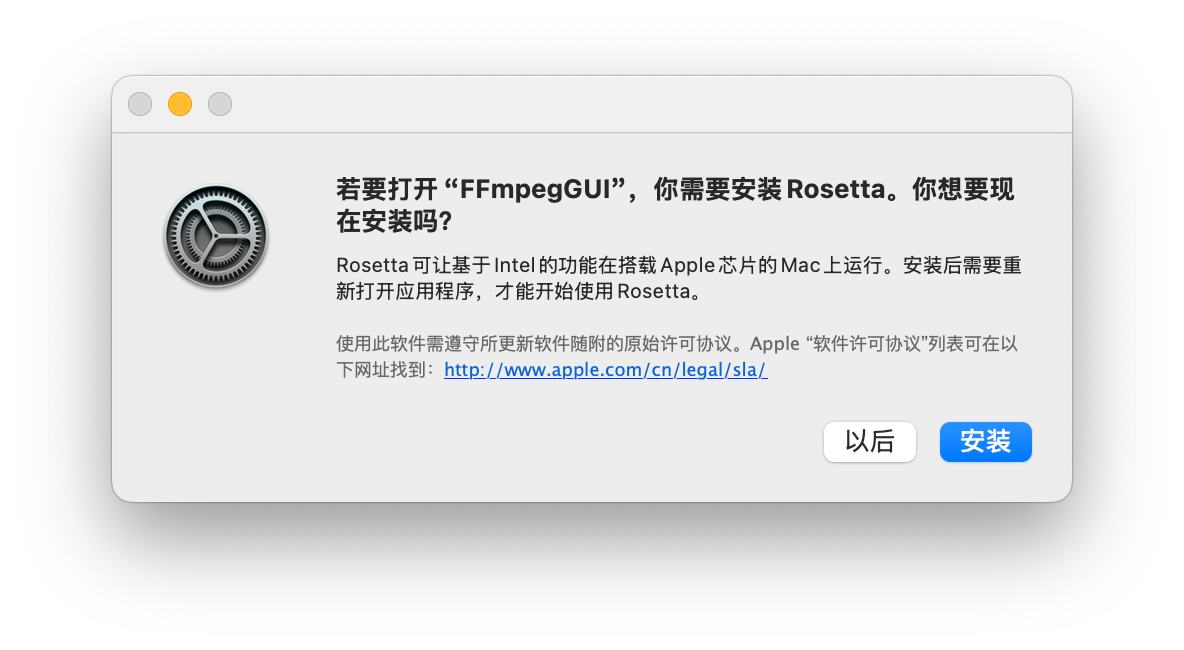 若要打开 “FFmpegGUI”，你需要安装 Rosetta。你想要现
在安装吗?
Rosetta 可让基于 Intel 的功能在搭载 Apple 芯片的 Mac 上运行。安装后需要重
新打开应用程序，才能开始使用 Rosetta。
使用此软件需遵守所更新软件随附的原始许可协议。Apple “软件许可协议”列表可在以
下网址找到：http://www.apple.com/cn/legal/sla/
以后
安装